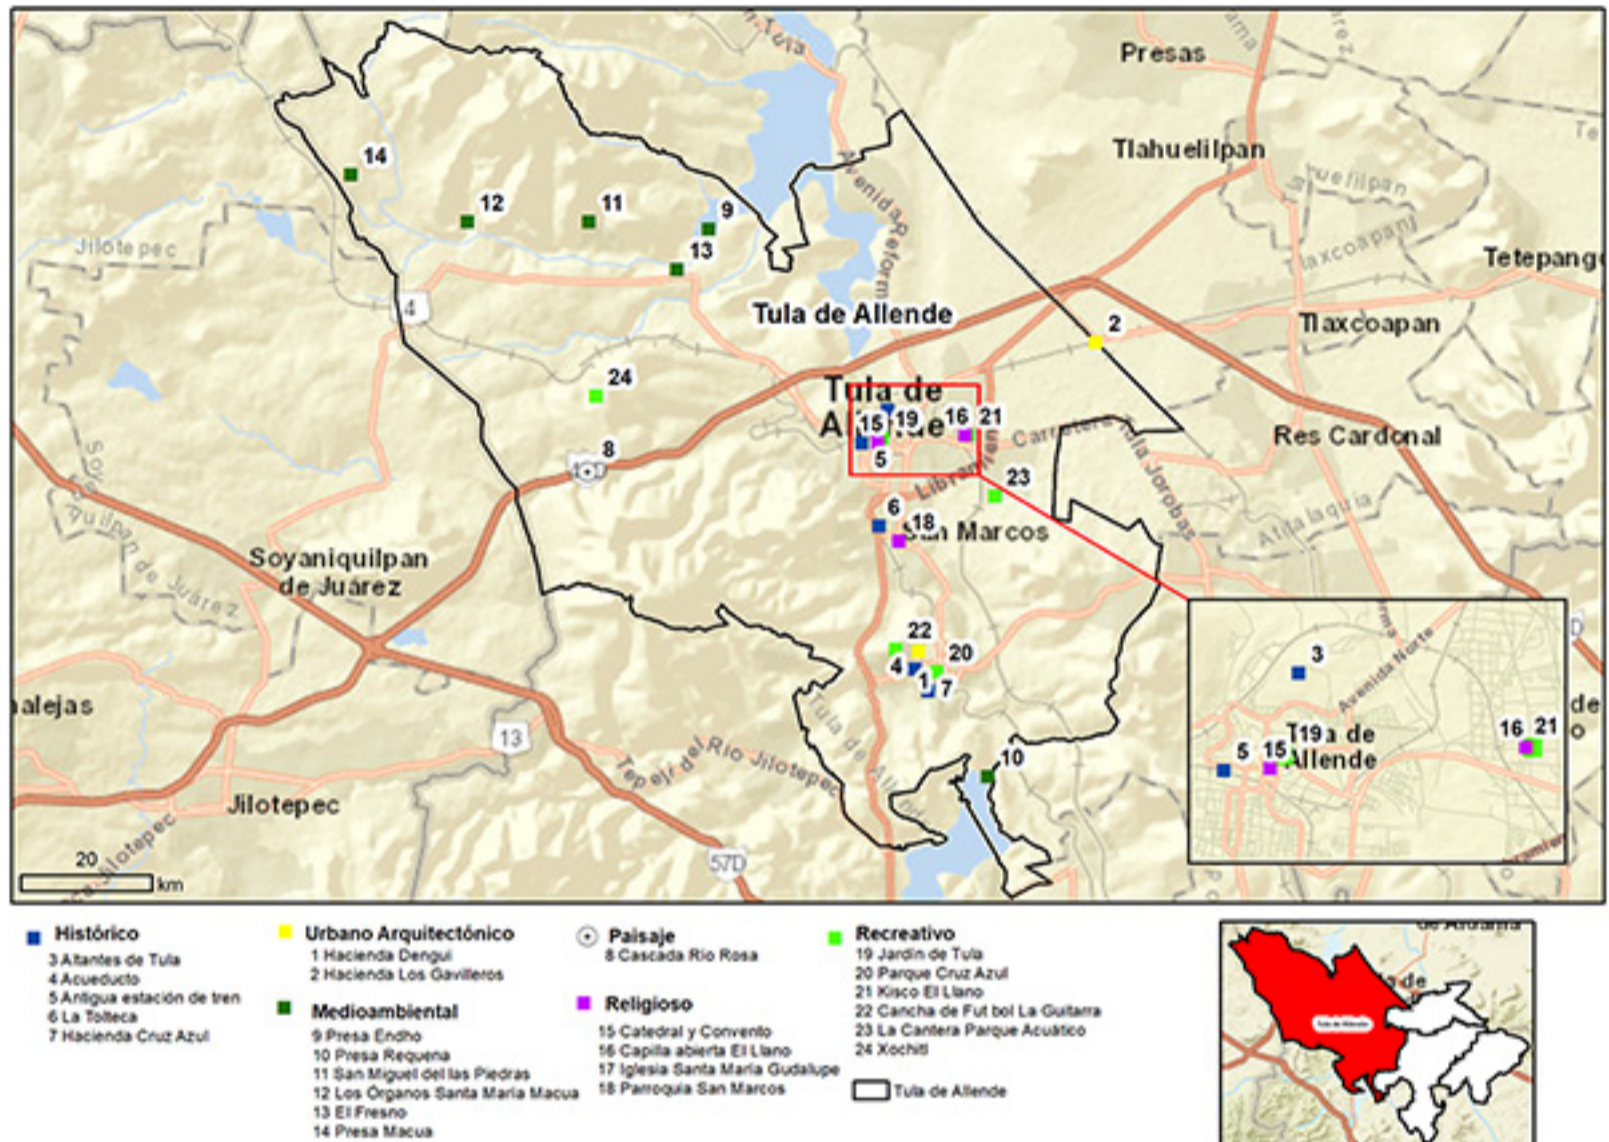 Presas
Tlahuelilpan
uelilpan
Avenida Reform
14
12
11
9
13
Jilotepec
Tlaxcoapan
Tetepang
4
Tula de Allende
2
Tlaxcoapan
24
Tula de
Allende
15
19
16
21
5
Carretera Tula Jorobas
Res Cardonal
8
23
6
18
San Marcos
Atitalaquia
Soyaniquilpan
de Juárez
22
20
4
1
7
3
Avenida Norte
19
Tula de
Allende
5
15
16
21
D
de
o
alejas
13
Tula de Allende
Tepeji del Río
Jilotepec
10
Jilotepec
57D
20
km
Histórico
3 Altantes de Tula
4 Acueducto
5 Antigua estación de tren
6 La Tolteca
7 Hacienda Cruz Azul
Urbano Arquitectónico
1 Hacienda Dengui
2 Hacienda Los Gavilleros
Medioambiental
9 Presa Endho
10 Presa Requena
11 San Miguel del las Piedras
12 Los Órganos Santa María Macua
13 El Fresno
14 Presa Macua
Paisaje
8 Cascada Río Rosa
Religioso
15 Catedral y Convento
16 Capilla abierta El Llano
17 Iglesia Santa María Gudalupe
18 Parroquia San Marcos
Recreativo
19 Jardín de Tula
20 Parque Cruz Azul
21 Kisco El Llano
22 Cancha de Fut bol La Guitarra
23 La Cantera Parque Acuático
24 Xochitl
Tula de Allende
Tula de Allende